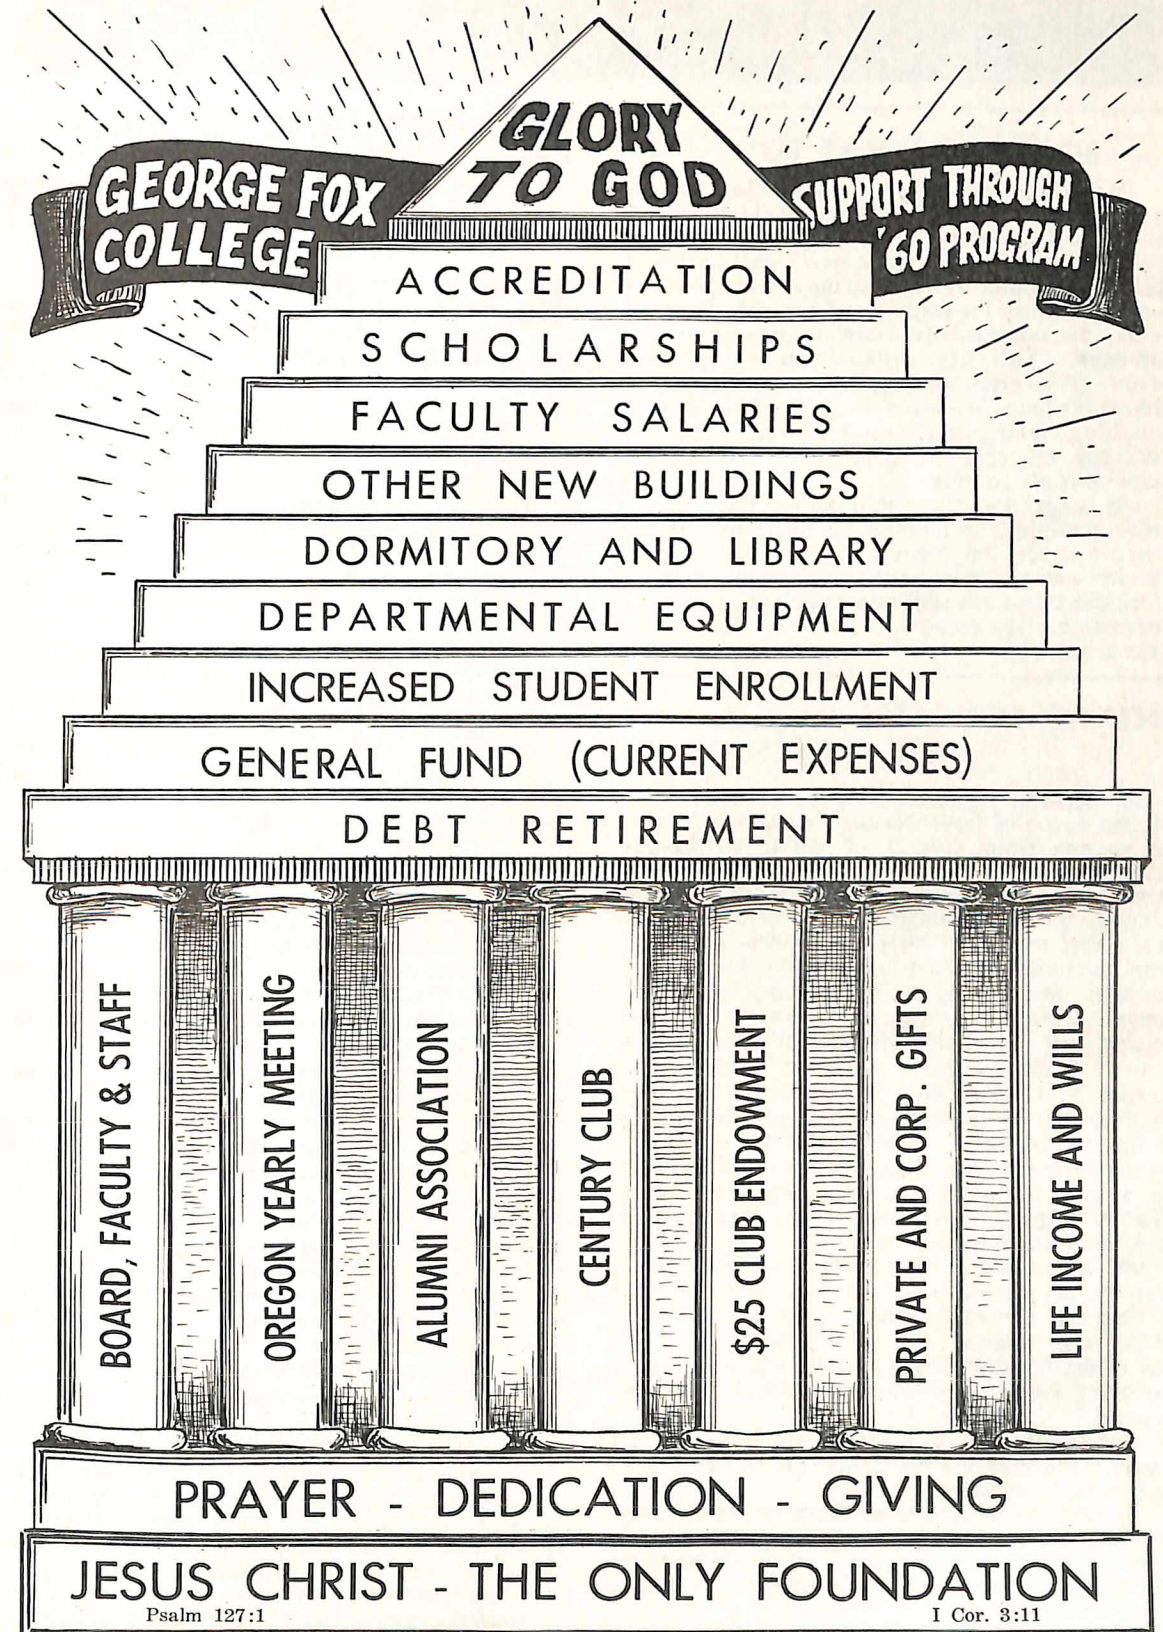 GLORY
TO GOD
GEORGE FOX
COLLEGE
SUPPORT THROUGH
'60 PROGRAM
ACCREDITATION
SCHOLARSHIPS
FACULTY SALARIES
OTHER NEW BUILDINGS
DORMITORY AND LIBRARY
DEPARTMENTAL EQUIPMENT
INCREASED STUDENT ENROLLMENT
GENERAL FUND (CURRENT EXPENSES)
DEBT RETIREMENT
BOARD, FACULTY & STAFF
OREGON YEARLY MEETING
ALUMNI ASSOCIATION
CENTURY CLUB
$25 CLUB ENDOWMENT
PRIVATE AND CORP. GIFTS
LIFE INCOME AND WILLS
PRAYER - DEDICATION - GIVING
JESUS CHRIST - THE ONLY FOUNDATION
Psalm 127:1
I Cor. 3:11